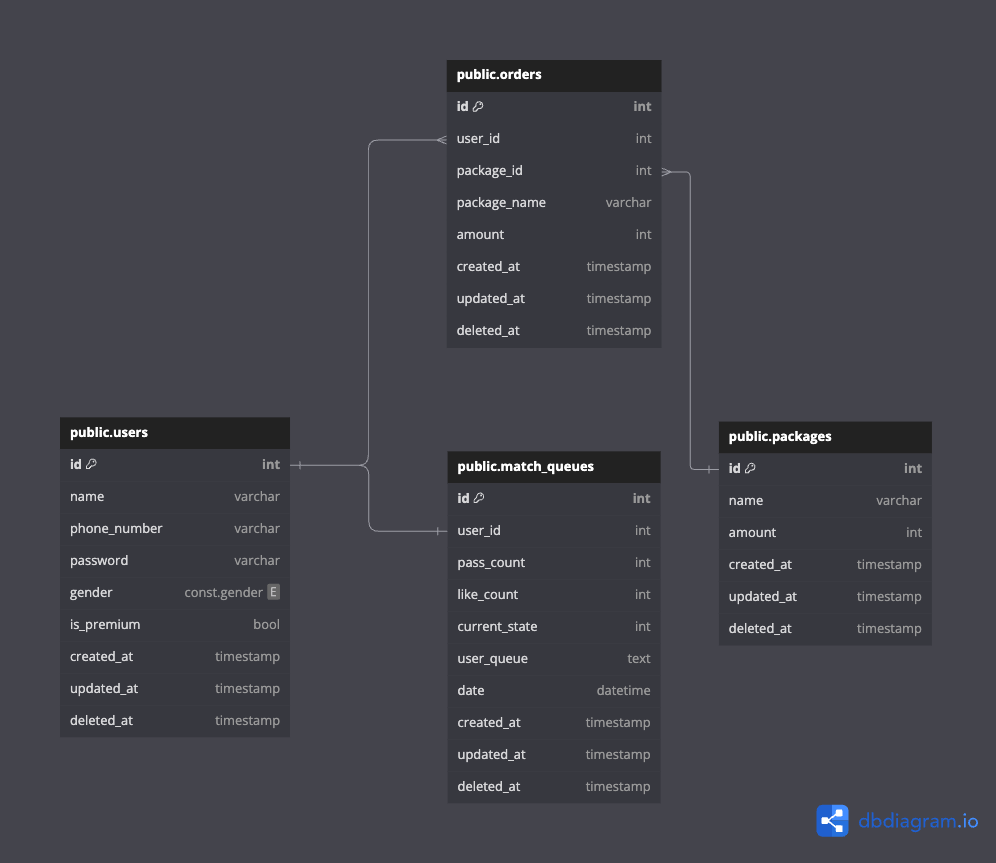 public.orders
id int
user_id int
package_id int
package_name varchar
amount int
created_at timestamp
updated_at timestamp
deleted_at timestamp
public.users
id int
name varchar
phone_number varchar
password varchar
gender const.gender E
is_premium bool
created_at timestamp
updated_at timestamp
deleted_at timestamp
public.match_queues
id int
user_id int
pass_count int
like_count int
current_state int
user_queue text
date datetime
created_at timestamp
updated_at timestamp
deleted_at timestamp
public.packages
id int
name varchar
amount int
created_at timestamp
updated_at timestamp
deleted_at timestamp
dbdiagram.io